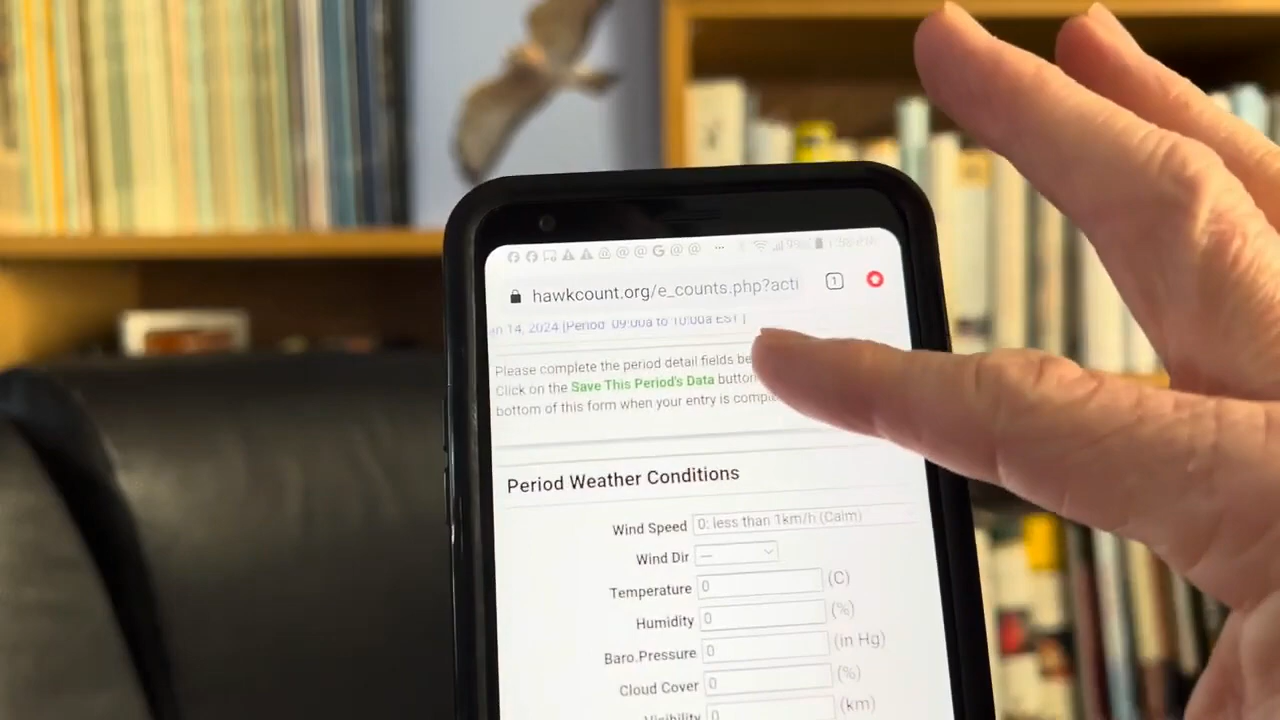 hawkcount.org/e_counts.php?acti
1
n 14, 2024 [Period: 09:00a to 10:00a EST]
Please complete the period detail fields be
Click on the Save This Period's Data button
bottom of this form when your entry is comple
Period Weather Conditions
Wind Speed 0: less than 1km/h (Calm)
Wind Dir ---
Temperature 0 (C)
Humidity 0 (%)
Baro.Pressure 0 (in Hg)
Cloud Cover 0 (%)
Visibility 0 (km)